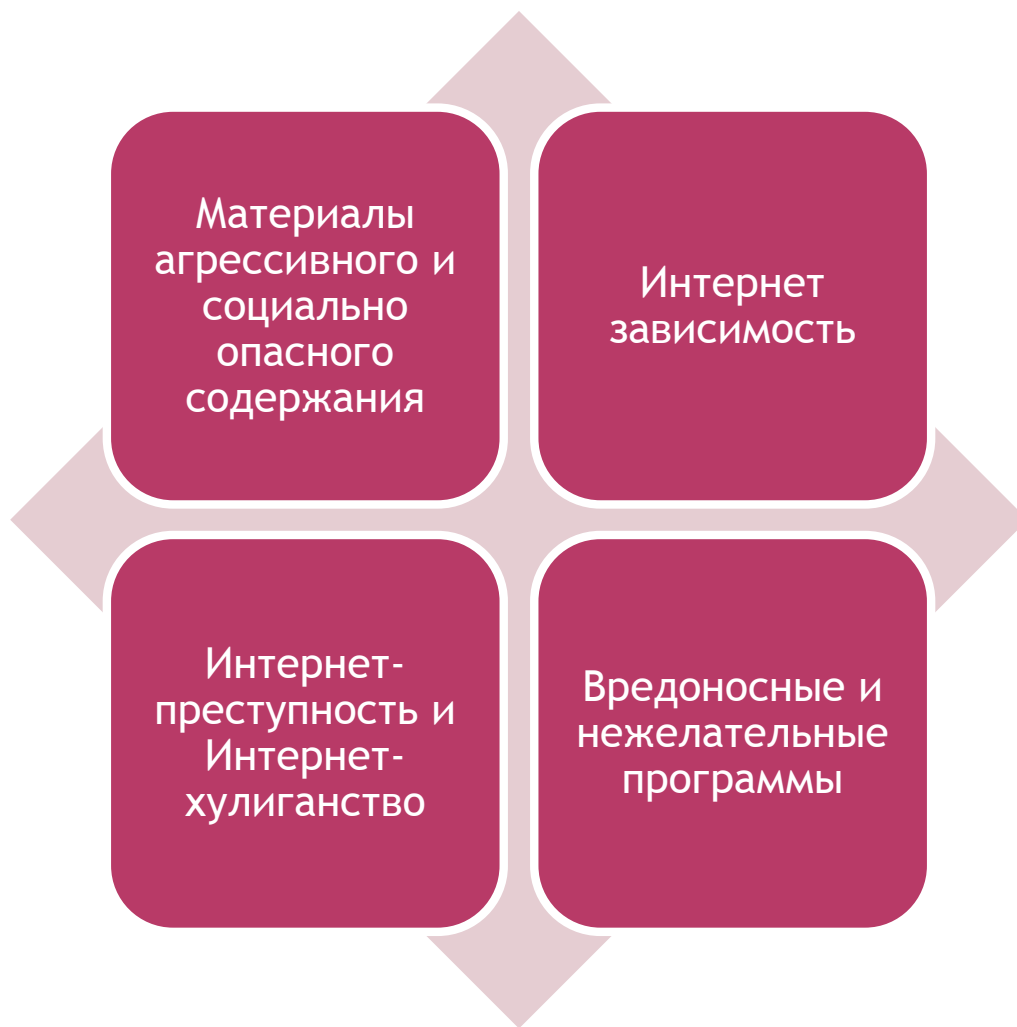 Материалы
агрессивного и
социально
опасного
содержания
Интернет
зависимость
Интернет-
преступность и
Интернет-
хулиганство
Вредоносные и
нежелательные
программы